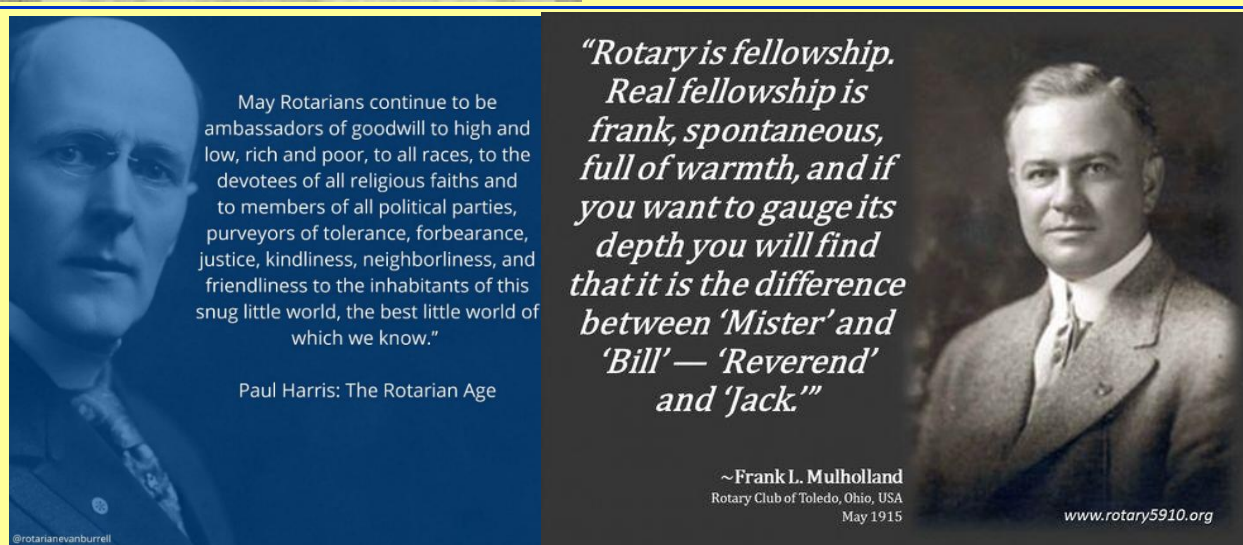 May Rotarians continue to be
ambassadors of goodwill to high and
low, rich and poor, to all races, to the
devotees of all religious faiths and
to members of all political parties,
purveyors of tolerance, forbearance,
justice, kindliness, neighborliness, and
friendliness to the inhabitants of this
snug little world, the best little world of
which we know.”
Paul Harris: The Rotarian Age
@rotarianevanburrell
“Rotary is fellowship.
Real fellowship is
frank, spontaneous,
full of warmth, and if
you want to gauge its
depth you will find
that it is the difference
between ‘Mister’ and
‘Bill’ — ‘Reverend’
and ‘Jack.’”
~Frank L. Mulholland
Rotary Club of Toledo, Ohio, USA
May 1915
www.rotary5910.org